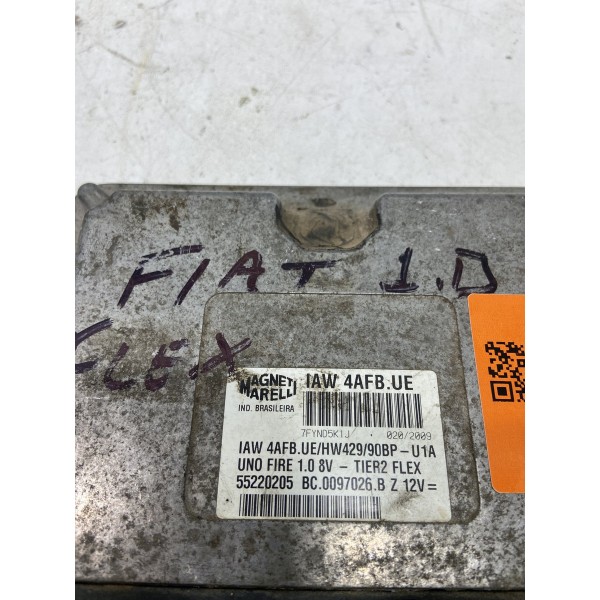 FIAT 1.0
FLEX
MAGNETI
MARELLI
IND. BRASILEIRA
IAW 4AFB.UE
7FYND5K1J 020/2009
IAW 4AFB.UE/HW429/90BP-U1A
UNO FIRE 1.0 8V - TIER2 FLEX
55220205 BC.0097026.B Z 12V=